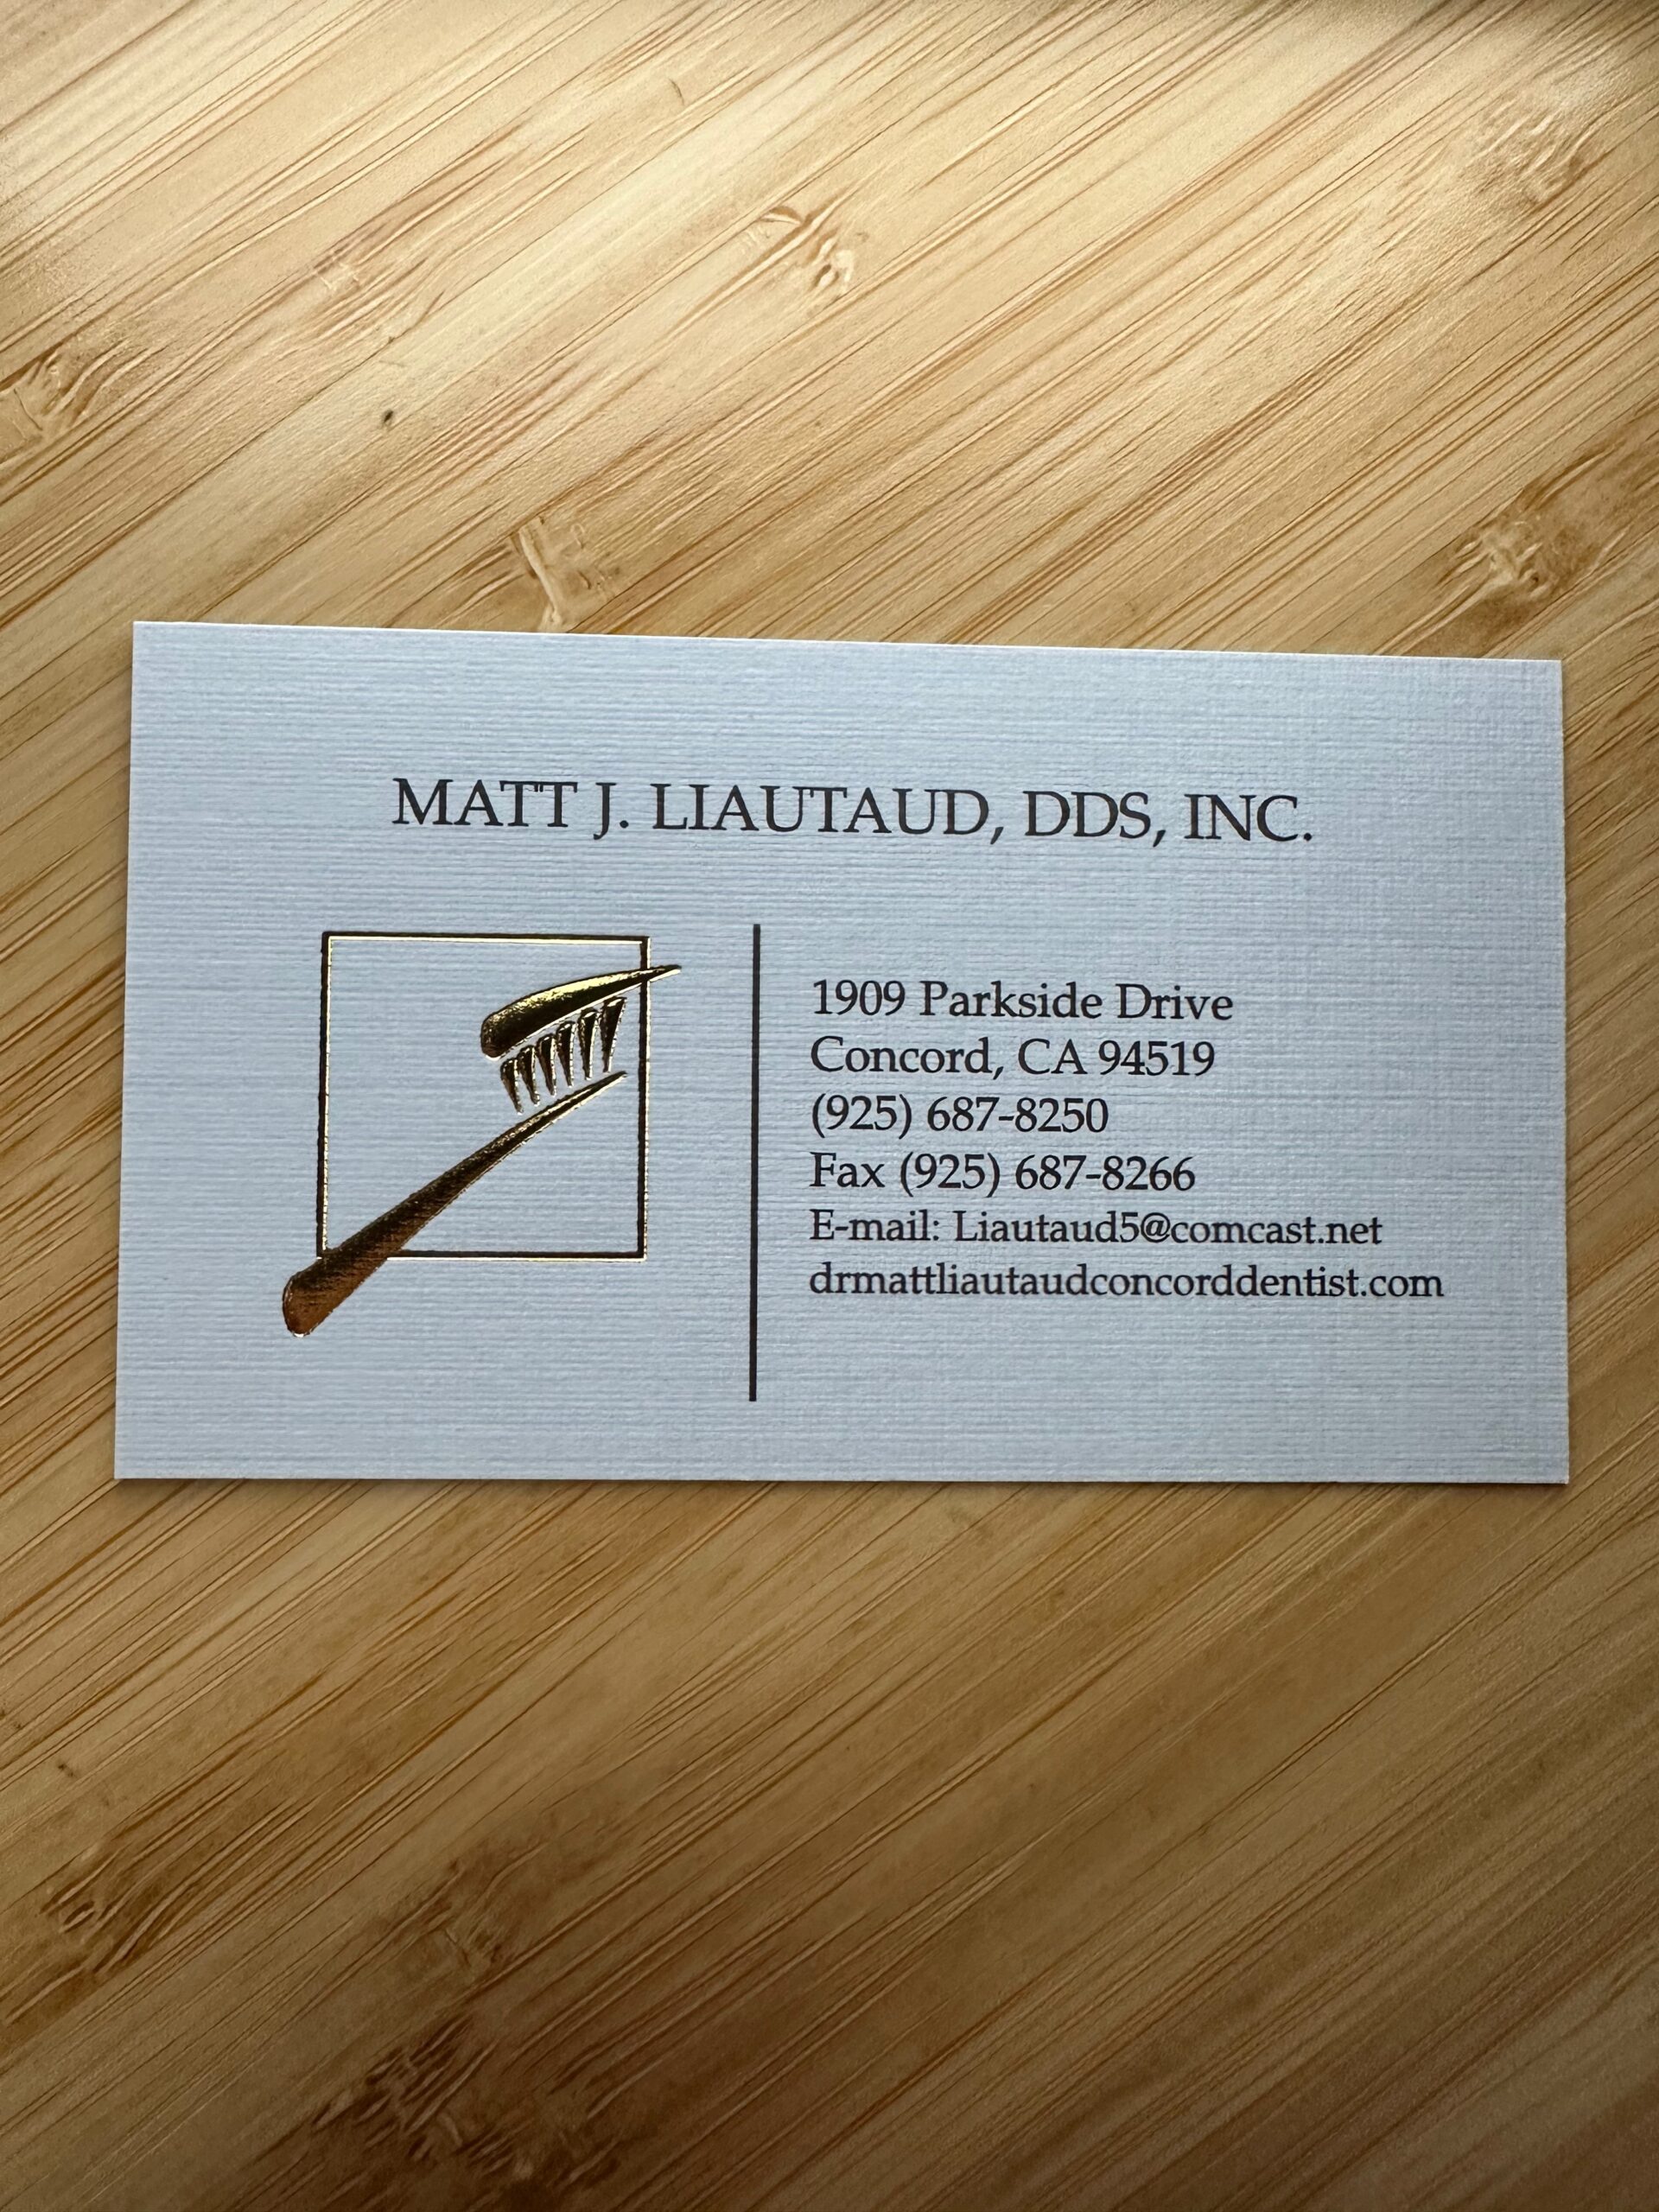 MATT J. LIAUTAUD, DDS, INC.
1909 Parkside Drive
Concord, CA 94519
(925) 687-8250
Fax (925) 687-8266
E-mail: Liautaud5@comcast.net
drmattliautaudconcorddentist.com